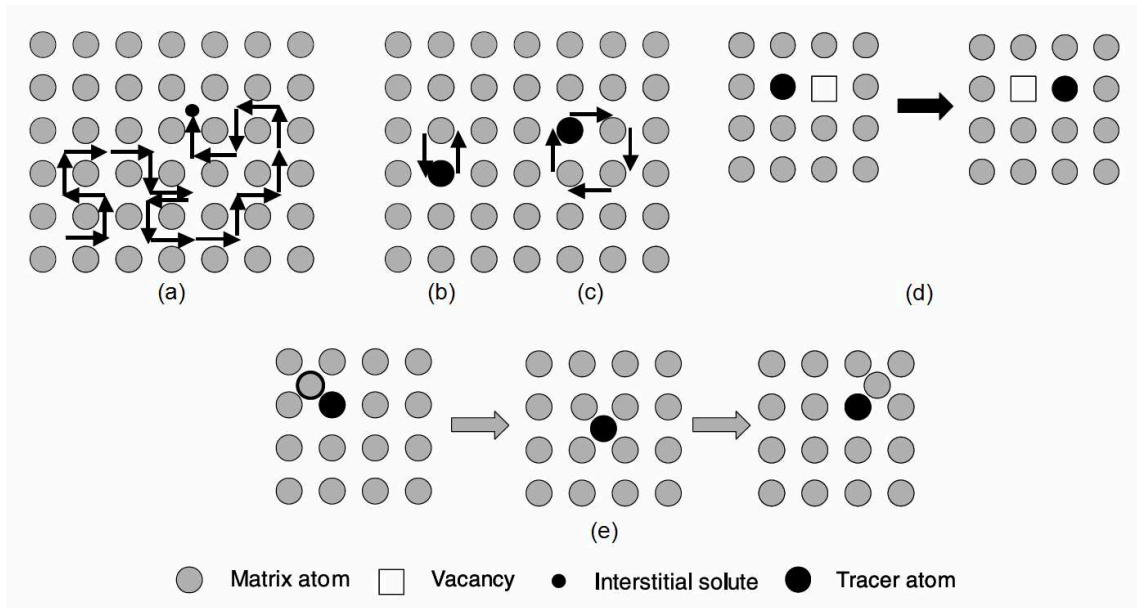 (a)
(b)
(c)
(d)
(e)
Matrix atom
Vacancy
Interstitial solute
Tracer atom